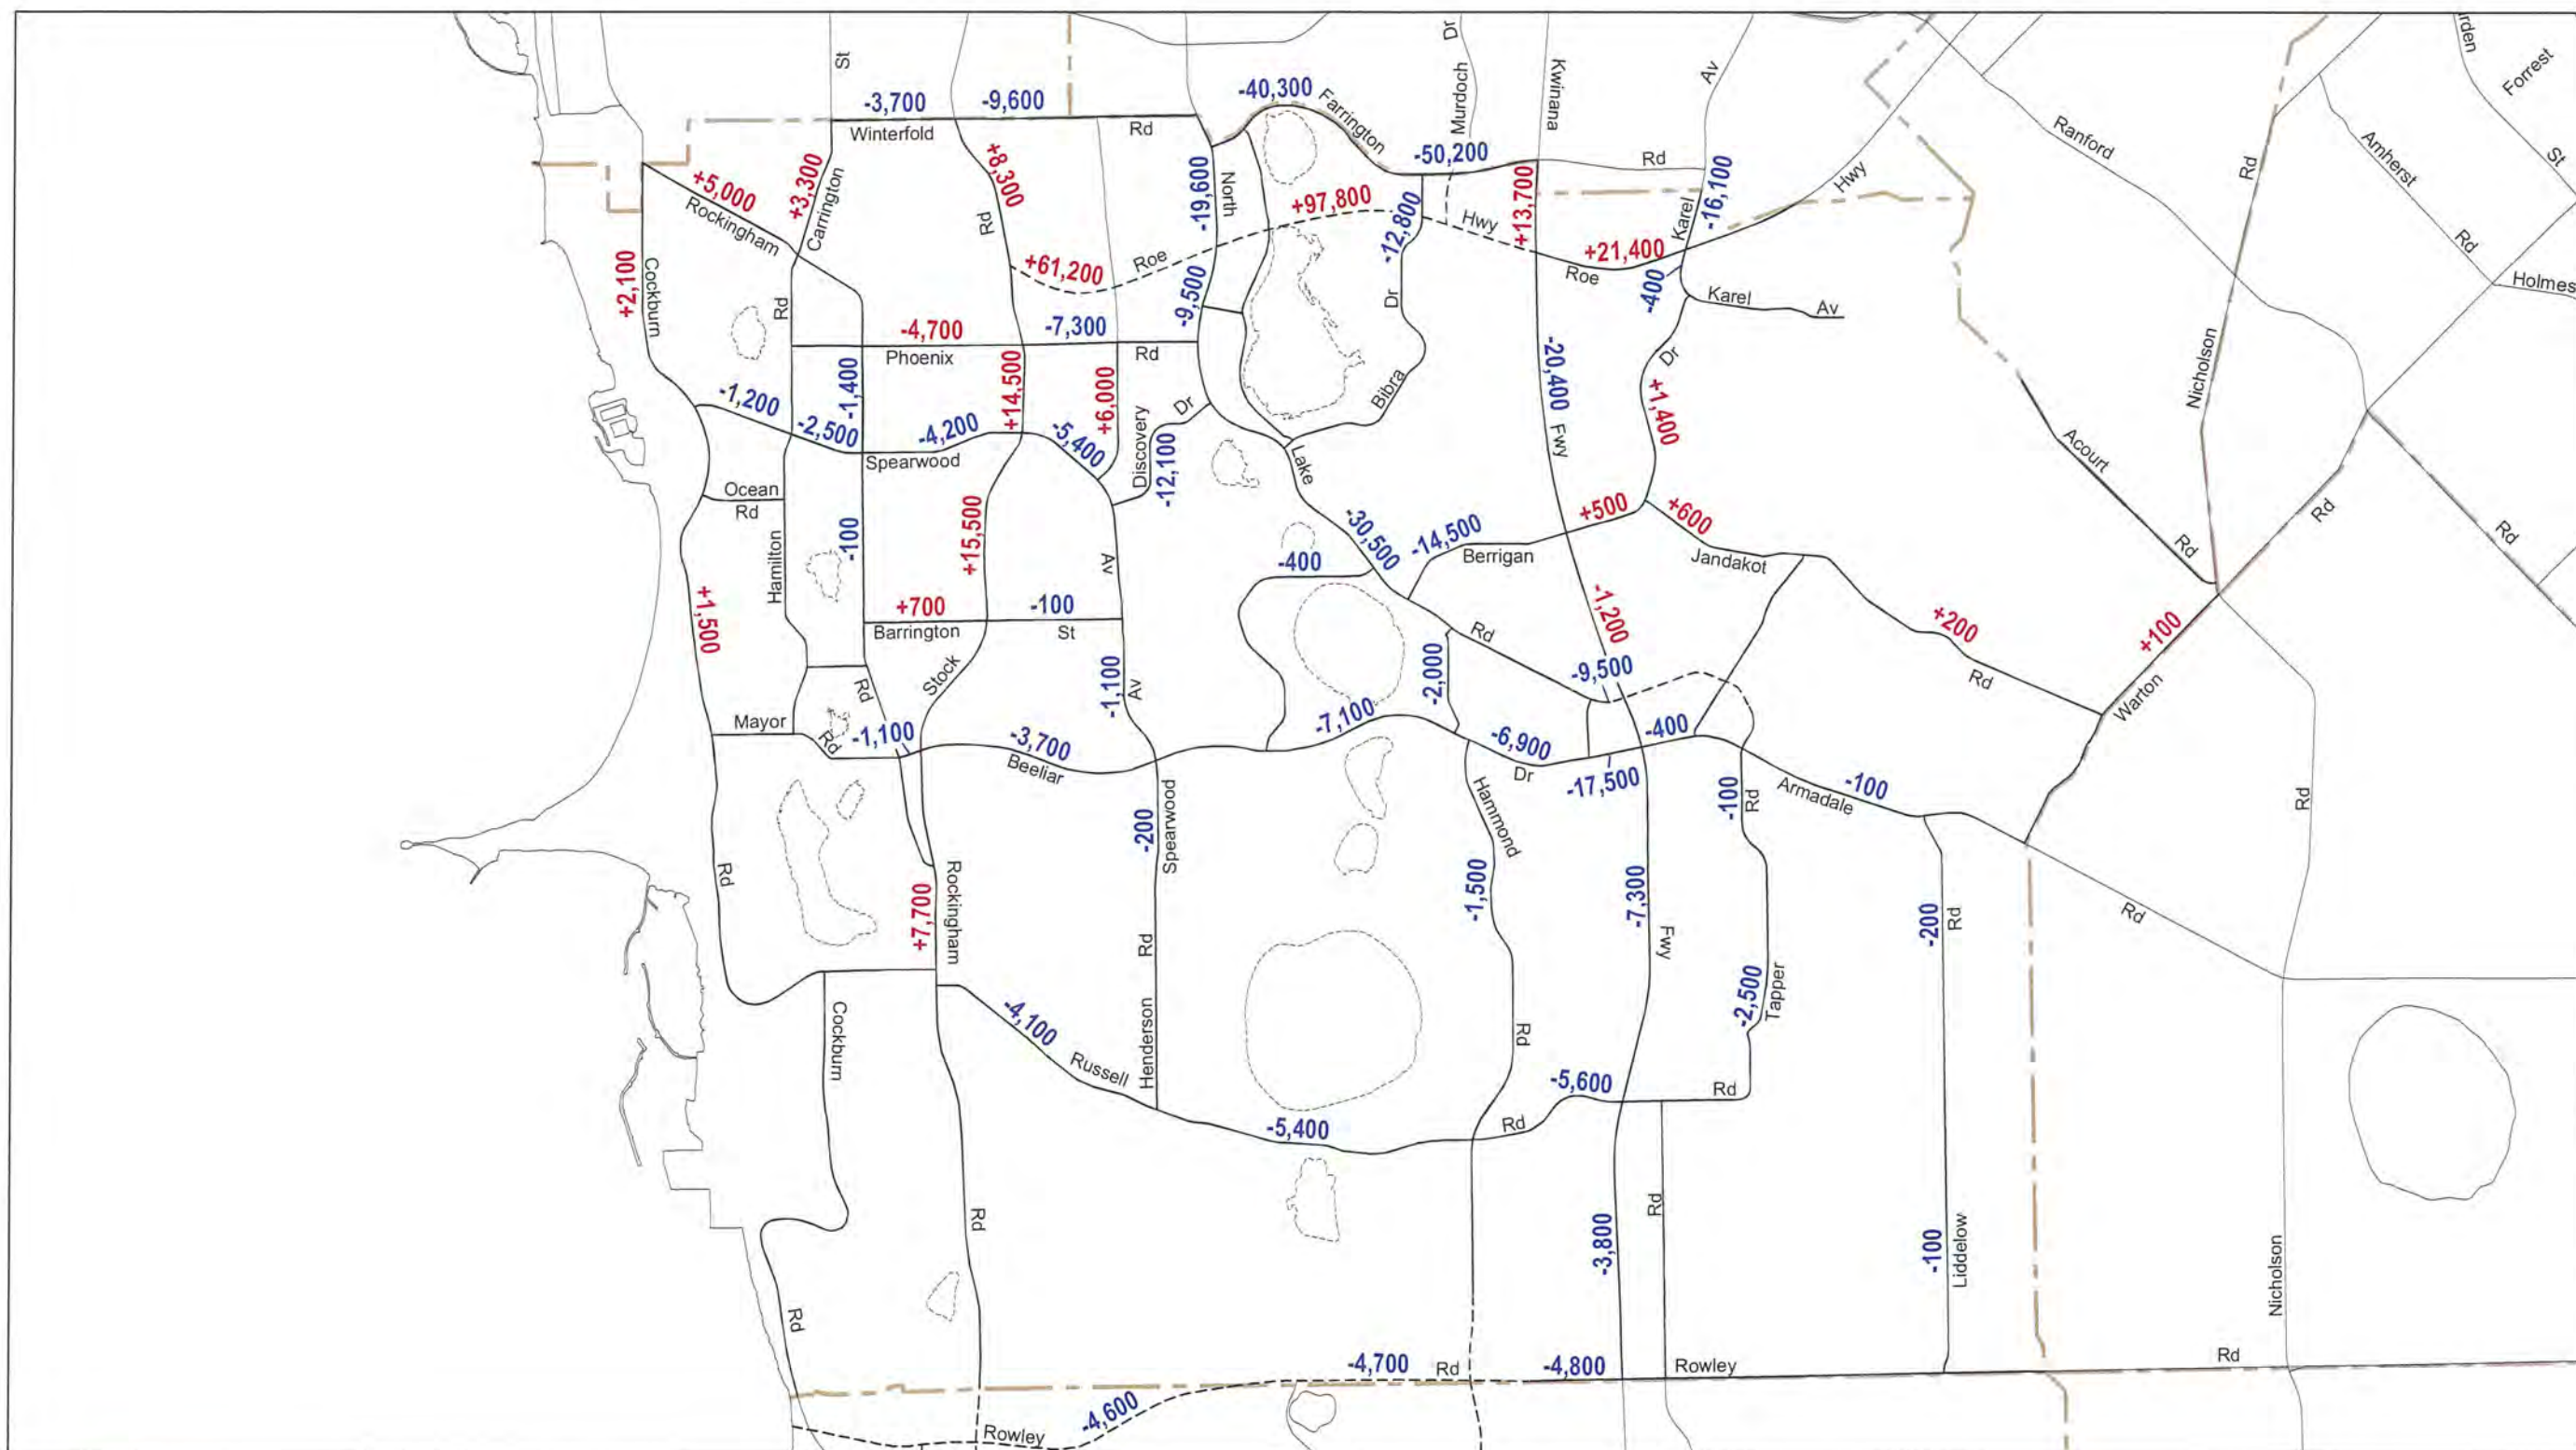 St
Dr
Murdoch
Kwinana
Av
rden
Forrest
St
-3,700
-9,600
Winterfold
Rd
-40,300
Farrington
-50,200
Rd
Ranford
Amherst
Rd
Holmes
Rd
+5,000
Rockingham
+3,300
Carrington
+8,300
Rd
-19,600
North
+97,800
-12,800
Hwy
+13,700
+21,400
Roe
Karel
-16,100
Hwy
+2,100
Cockburn
+61,200
Roe
-9,500
Dr
-400
Karel
Av
Rd
-4,700
Phoenix
-7,300
Rd
Nicholson
-1,400
+14,500
+6,000
Discovery
Dr
Bibra
-20,400
Fwy
Dr
+1,400
-1,200
-2,500
-4,200
Spearwood
-5,400
-12,100
Lake
Acourt
Rd
Rd
Rd
Ocean
Rd
Hamilton
-100
+15,500
Av
-30,500
-14,500
Berrigan
+500
+600
Jandakot
-400
+1,500
+700
Barrington
-100
St
Rd
-1,200
+200
Rd
+100
Warton
Rd
Stock
-1,100
Av
-2,000
-9,500
Mayor
Rd
-1,100
-3,700
Beeliar
-7,100
-6,900
Dr
-400
-17,500
-100
Rd
Armadale
-100
Rd
Rd
-200
Spearwood
Hammond
Rd
+7,700
Rockingham
Rd
-1,500
-7,300
Fwy
-200
Rd
-2,500
Tapper
Cockburn
-4,100
Russell
Henderson
Rd
-5,600
Rd
-5,400
Rd
Rd
-3,800
Rd
-100
Liddelow
Nicholson
Rd
-4,700
Rd
-4,800
Rowley
Rd
Rowley
-4,600